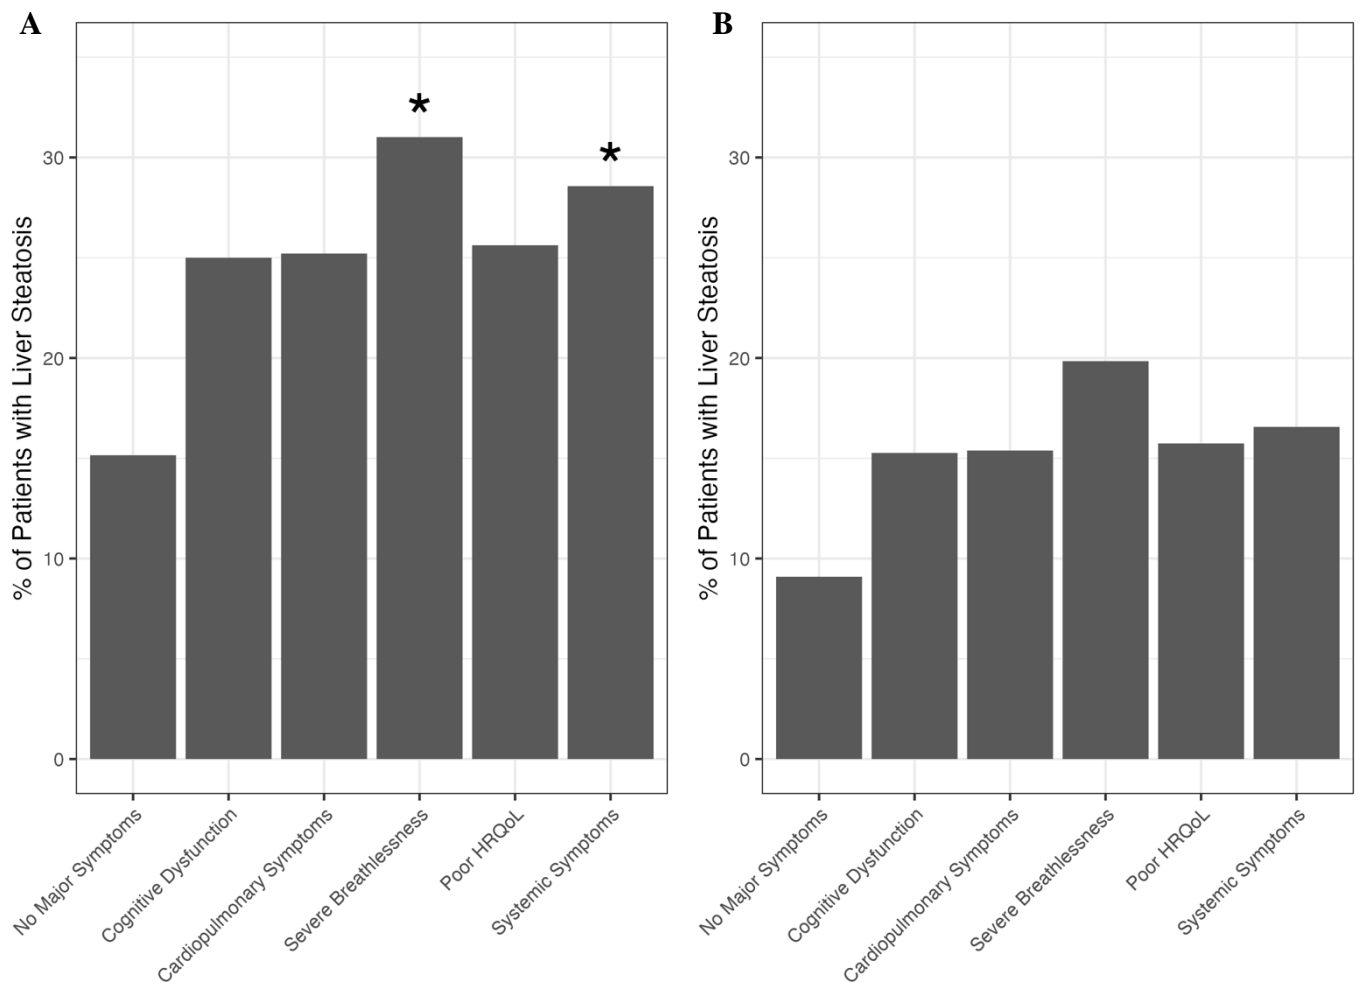 A
% of Patients with Liver Steatosis
30
20
10
0
*
*
No Major Symptoms
Cognitive Dysfunction
Cardiopulmonary Symptoms
Severe Breathlessness
Poor HRQoL
Systemic Symptoms
B
% of Patients with Liver Steatosis
30
20
10
0
No Major Symptoms
Cognitive Dysfunction
Cardiopulmonary Symptoms
Severe Breathlessness
Poor HRQoL
Systemic Symptoms